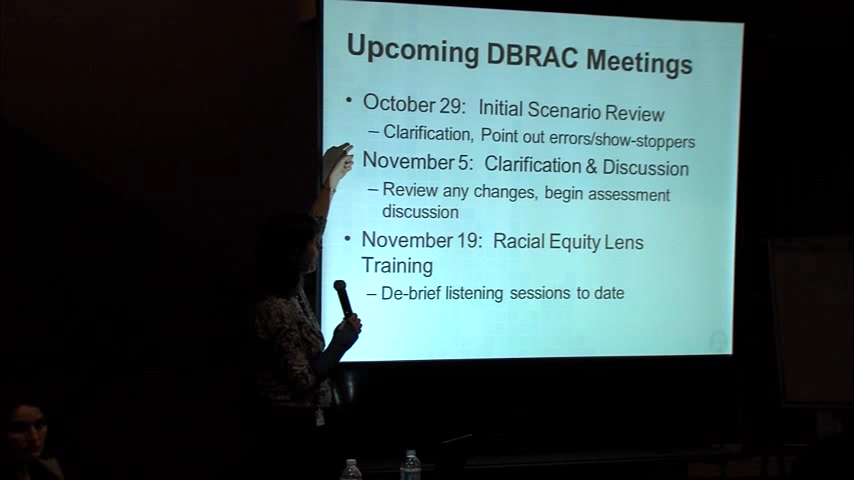 Upcoming DBRAC Meetings
• October 29: Initial Scenario Review
– Clarification, Point out errors/show-stoppers
November 5: Clarification & Discussion
– Review any changes, begin assessment
discussion
• November 19: Racial Equity Lens
Training
– De-brief listening sessions to date